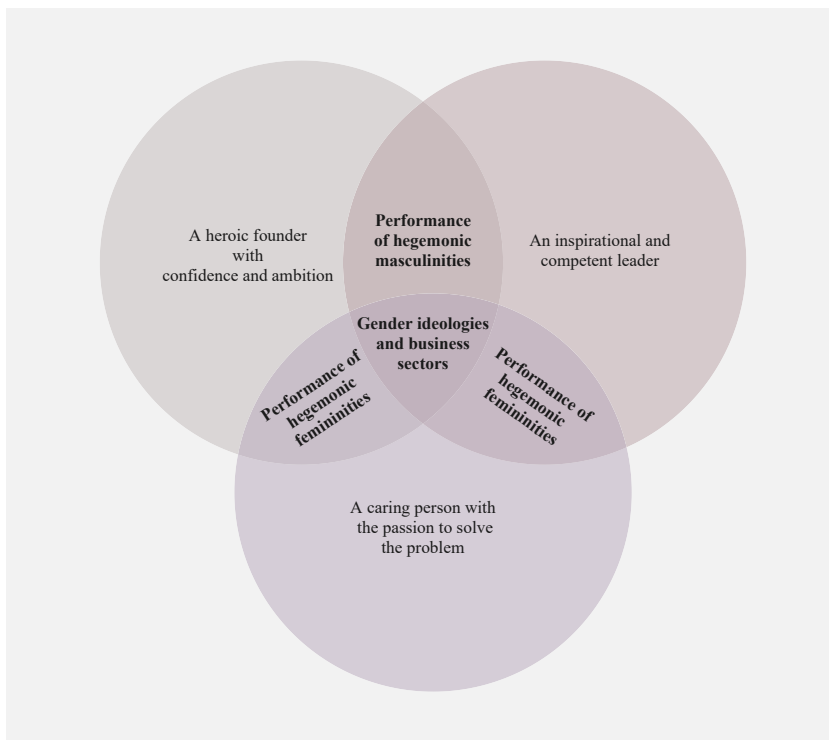 Performance
of hegemonic
masculinities
A heroic founder
with
confidence and ambition
An inspirational and
competent leader
Gender ideologies
and business
sectors
Performance of
hegemonic
femininities
Performance of
hegemonic
femininities
A caring person with
the passion to solve
the problem